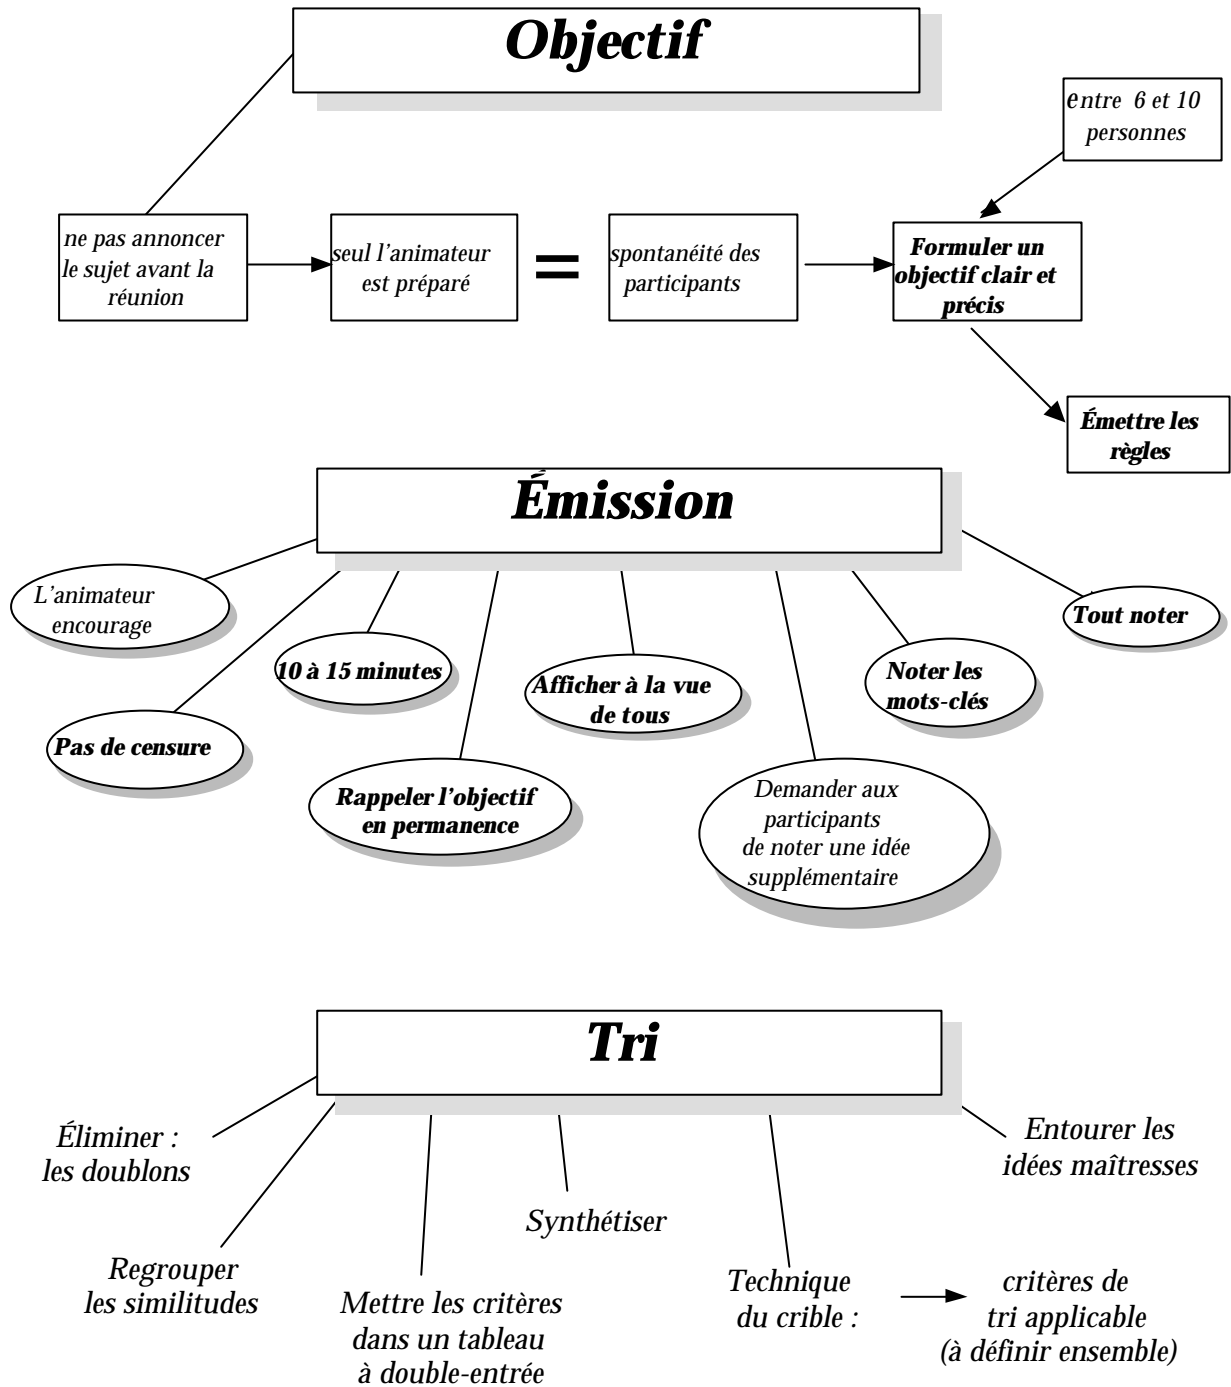 Objectif
entre 6 et 10
personnes
ne pas annoncer
le sujet avant la
réunion
seul l'animateur
est préparé
=
spontanéité des
participants
Formuler un
objectif clair et
précis
Émettre les
règles
Émission
L'animateur
encourage
Pas de censure
10 à 15 minutes
Rappeler l'objectif
en permanence
Afficher à la vue
de tous
Demander aux
participants
de noter une idée
supplémentaire
Noter les
mots-clés
Tout noter
Tri
Éliminer :
les doublons
Regrouper
les similitudes
Mettre les critères
dans un tableau
à double-entrée
Synthétiser
Technique
du crible :
critères de
tri applicable
(à définir ensemble)
Entourer les
idées maîtresses